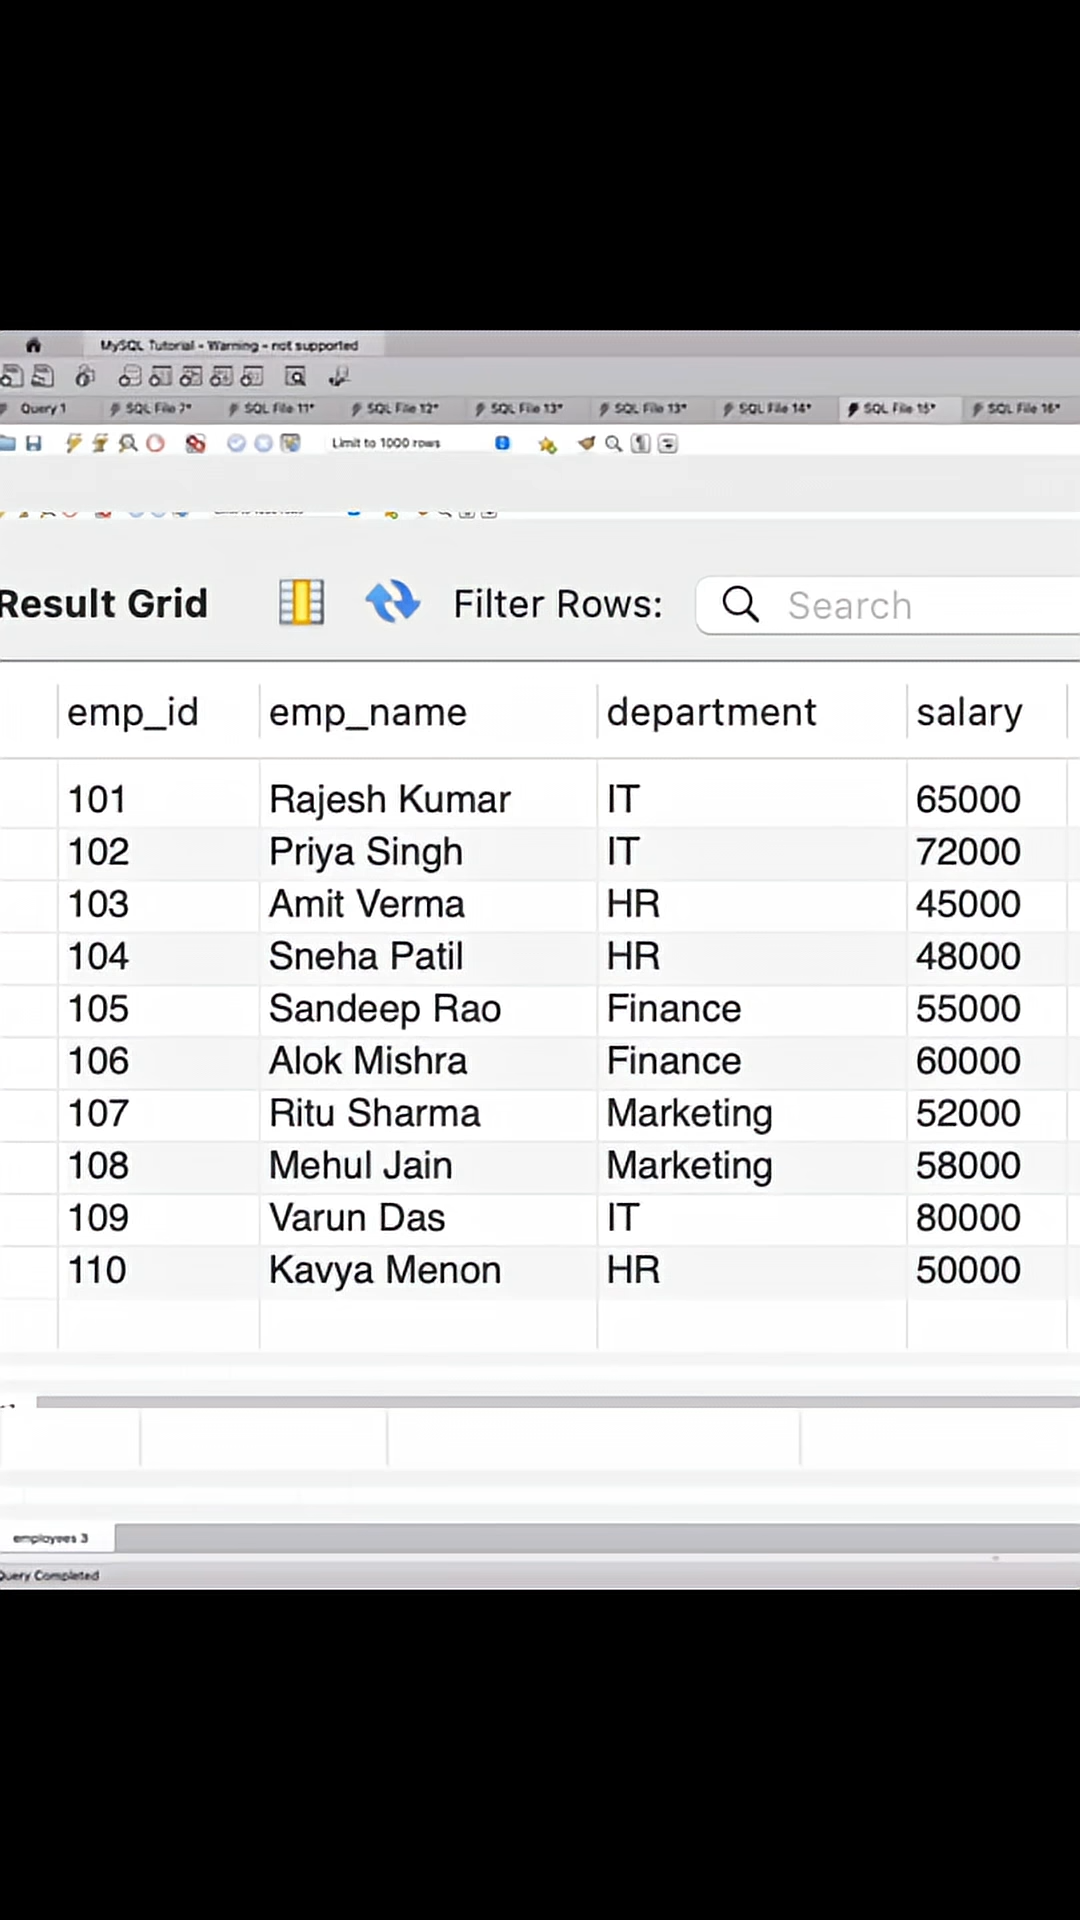 MySQL Tutorial - Warning - not supported
Query 1 SQL File 7* SQL File 11* SQL File 12* SQL File 13* SQL File 13* SQL File 14* SQL File 15* SQL File 16*
Limit to 1000 rows
Result Grid Filter Rows: Search
emp_id emp_name department salary
101 Rajesh Kumar IT 65000
102 Priya Singh IT 72000
103 Amit Verma HR 45000
104 Sneha Patil HR 48000
105 Sandeep Rao Finance 55000
106 Alok Mishra Finance 60000
107 Ritu Sharma Marketing 52000
108 Mehul Jain Marketing 58000
109 Varun Das IT 80000
110 Kavya Menon HR 50000
employees 3
Query Completed